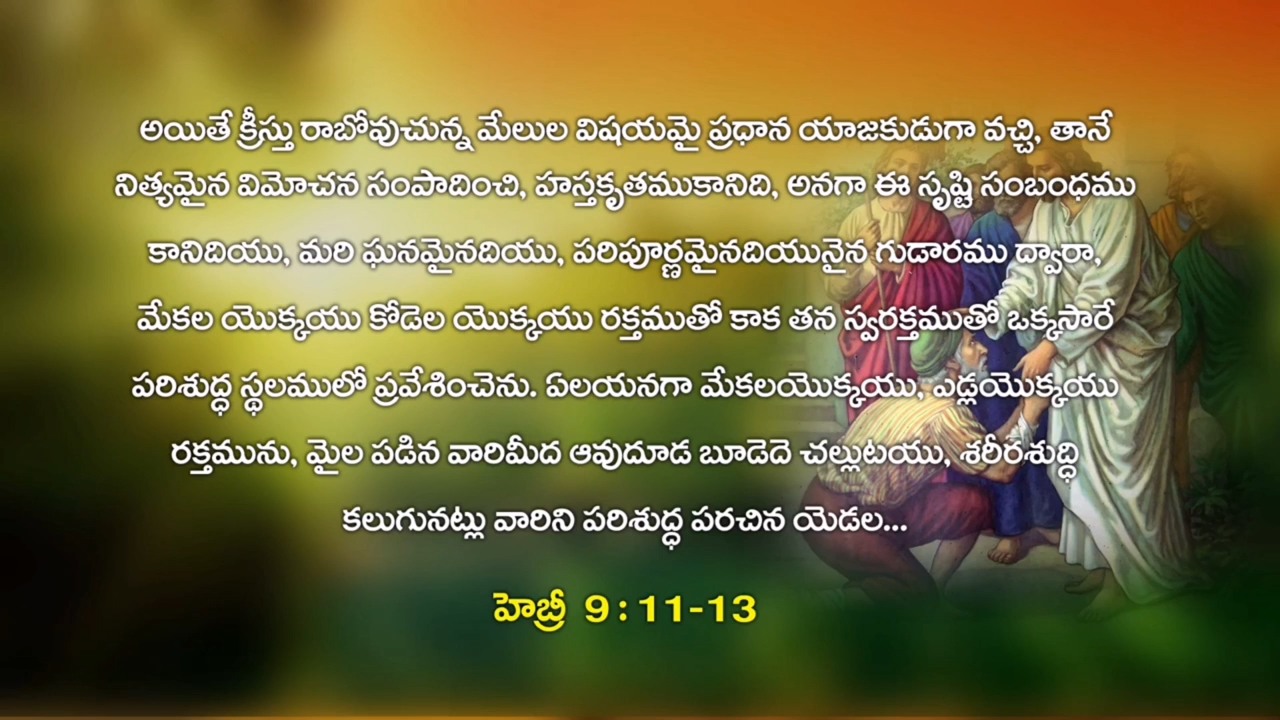 అయితే క్రీస్తు రాబోవుచున్న మేలుల విషయమై ప్రధాన యాజకుడుగా వచ్చి, తానే
నిత్యమైన విమోచన సంపాదించి, హస్తకృతముకానిది, అనగా ఈ సృష్టి సంబంధము
కానిదియు, మరి ఘనమైనదియు, పరిపూర్ణమైనదియునైన గుడారము ద్వారా,
మేకల యొక్కయు కోడెల యొక్కయు రక్తముతో కాక తన స్వరక్తముతో ఒక్కసారే
పరిశుద్ధ స్థలములో ప్రవేశించెను. ఏలయనగా మేకలయొక్కయు, ఎడ్లయొక్కయు
రక్తమును, మైల పడిన వారిమీద ఆవుదూడ బూడెదె చల్లుటయు, శరీరశుద్ధి
కలుగునట్లు వారిని పరిశుద్ధ పరచిన యెడల...
హెబ్రీ 9 : 11-13